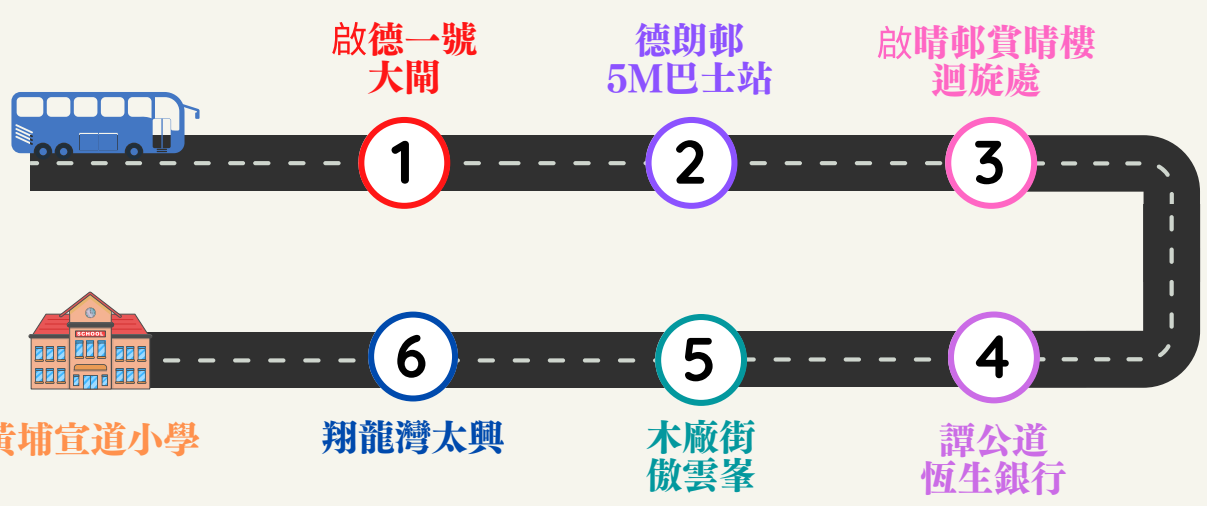 啟德一號
大閘
德朗邨
5M巴士站
啟晴邨賞晴樓
迴旋處
1
2
3
6
5
4
SCHOOL
黃埔宣道小學
翔龍灣太興
木廠街
傲雲峯
譚公道
恆生銀行